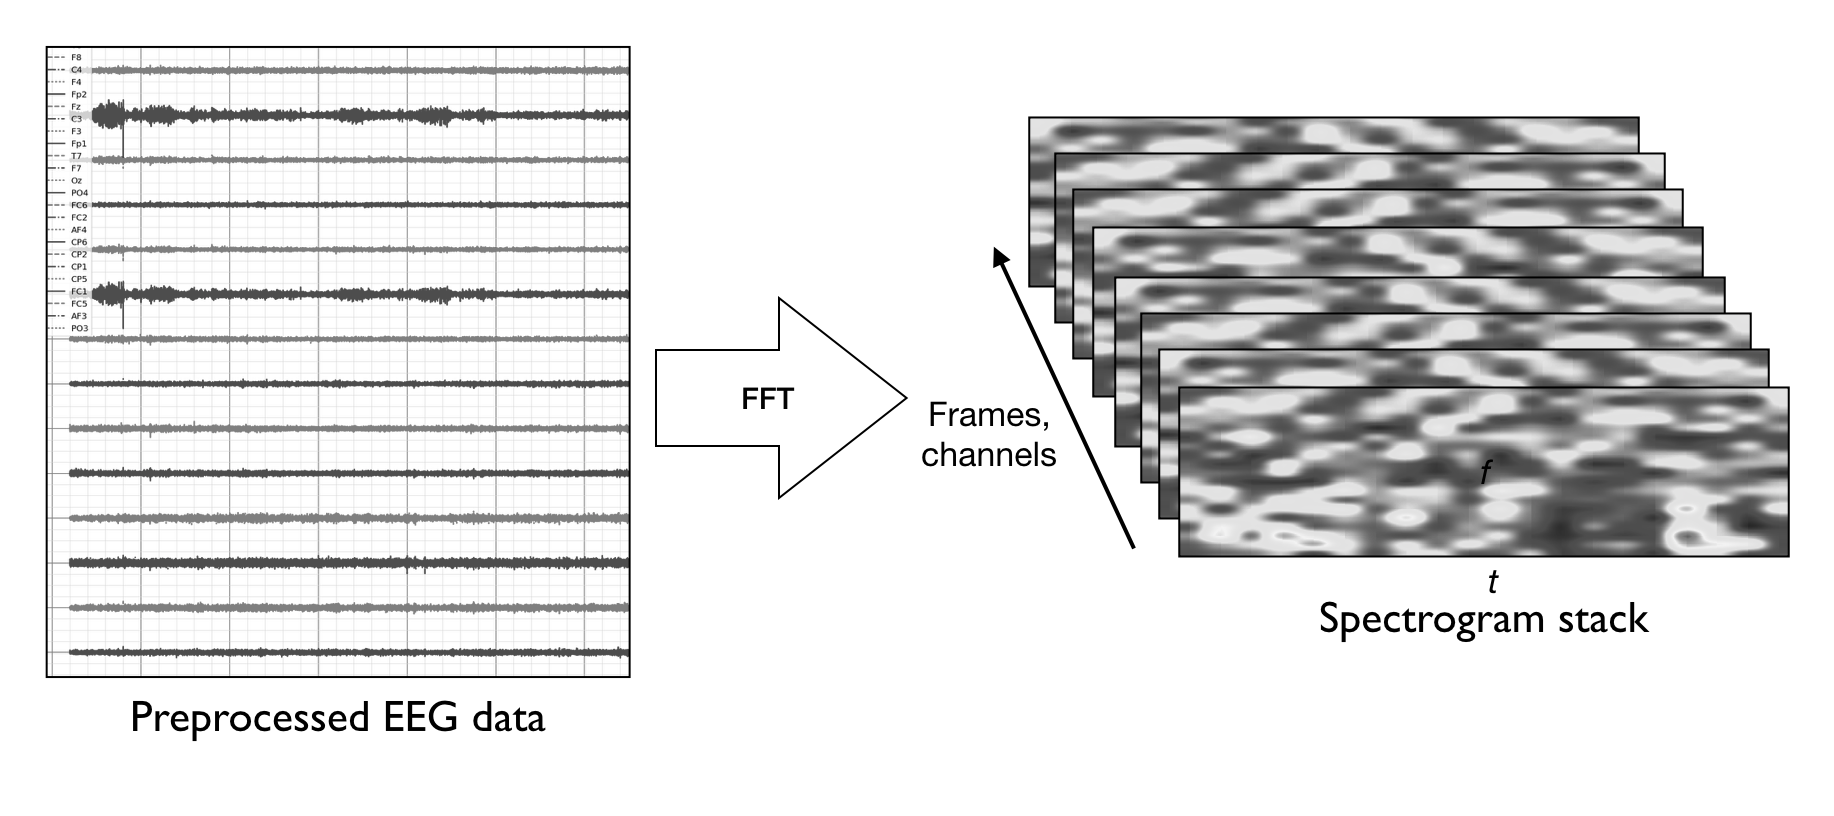 F8
C4
F4
Fp2
Fz
C3
F3
Fp1
T7
F7
Oz
PO4
FC6
FC2
AF4
CP6
CP2
CP1
CP5
FC1
FC5
AF3
PO3
Preprocessed EEG data
FFT
Frames,
channels
f
t
Spectrogram stack